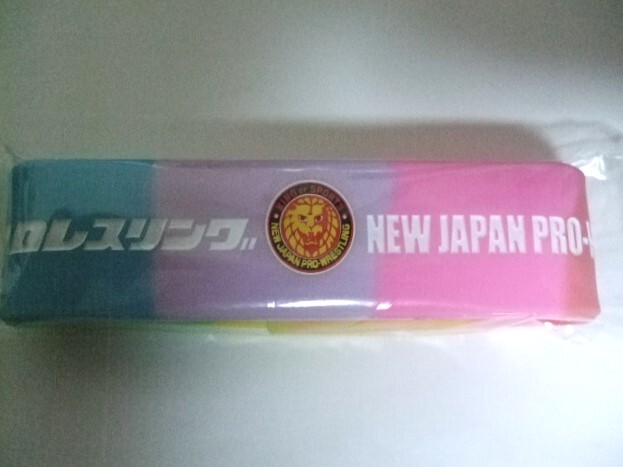 ロレスリング〃
KING OF SPORTS
NEW JAPAN PRO-WRESTLING
NEW JAPAN PRO-